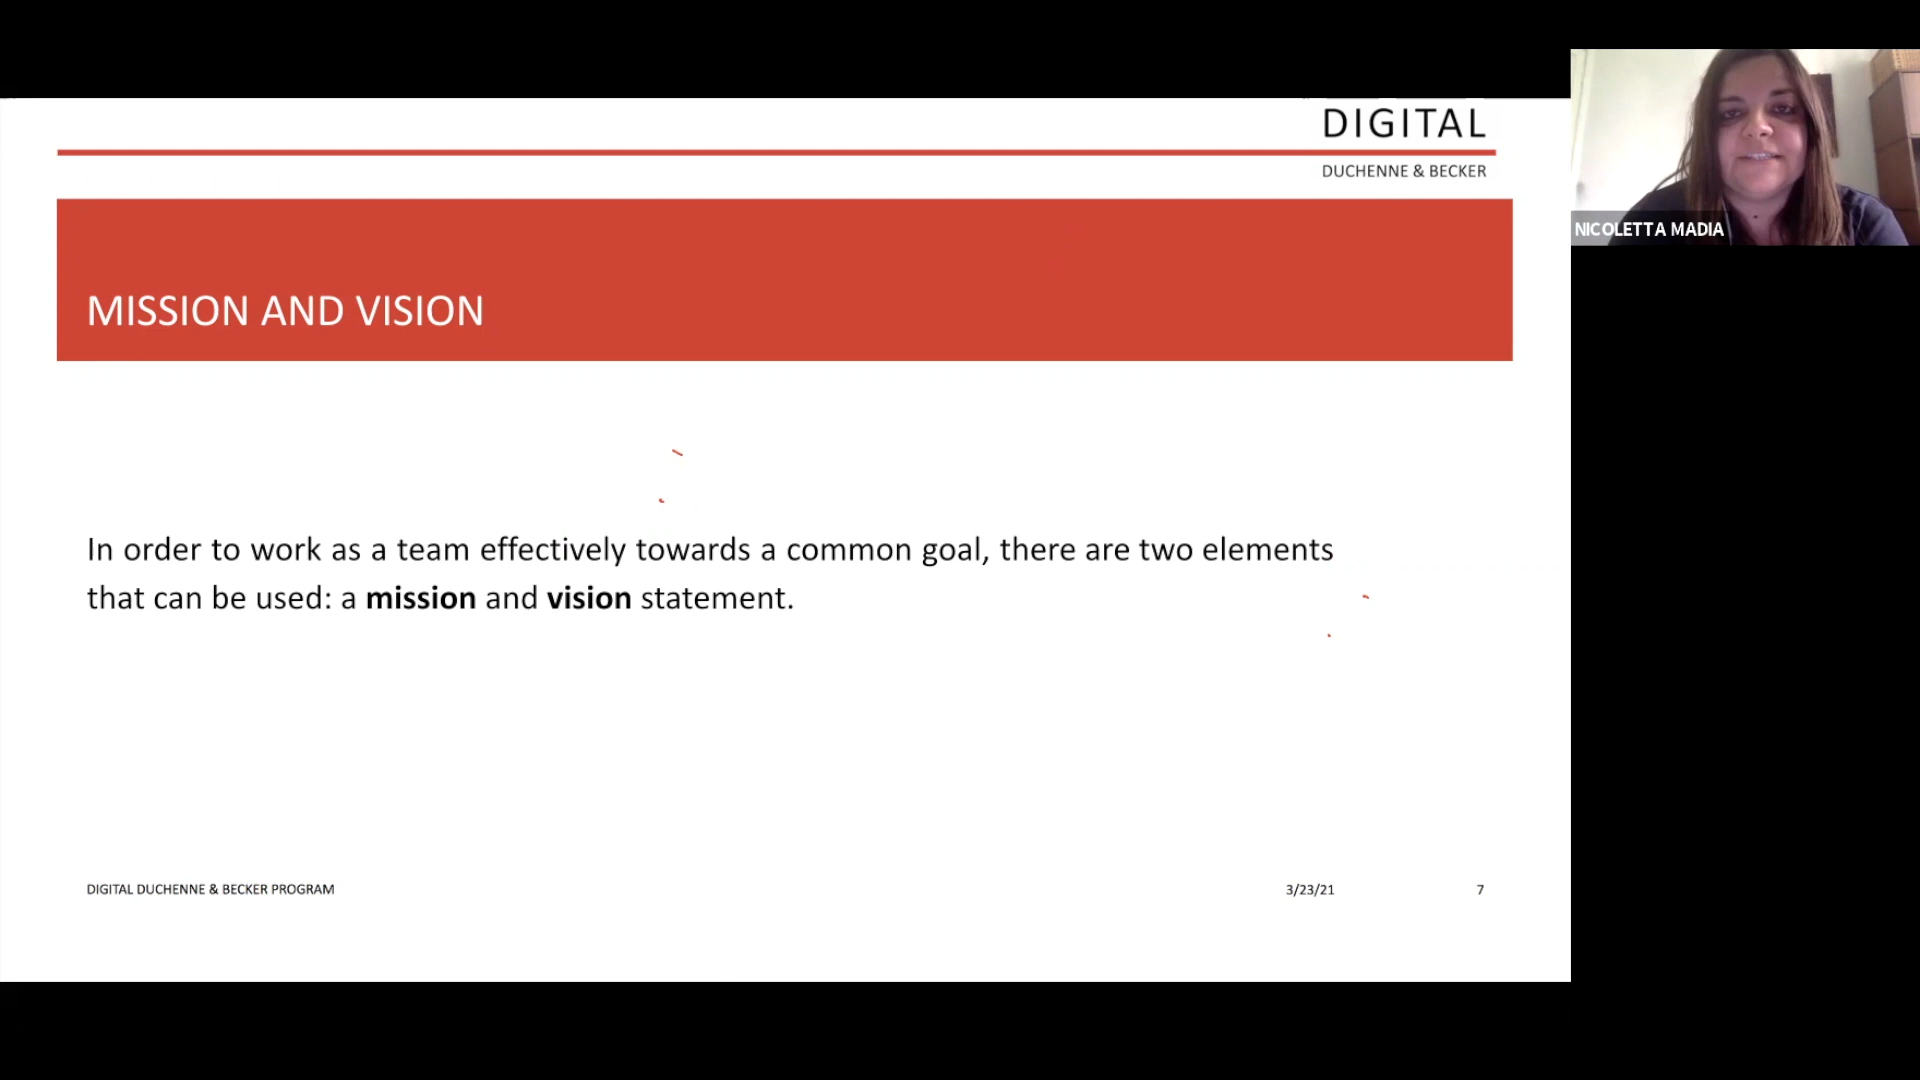 DIGITAL
DUCHENNE & BECKER
NICOLETTA MADIA
MISSION AND VISION
In order to work as a team effectively towards a common goal, there are two elements
that can be used: a mission and vision statement.
DIGITAL DUCHENNE & BECKER PROGRAM
3/23/21
7